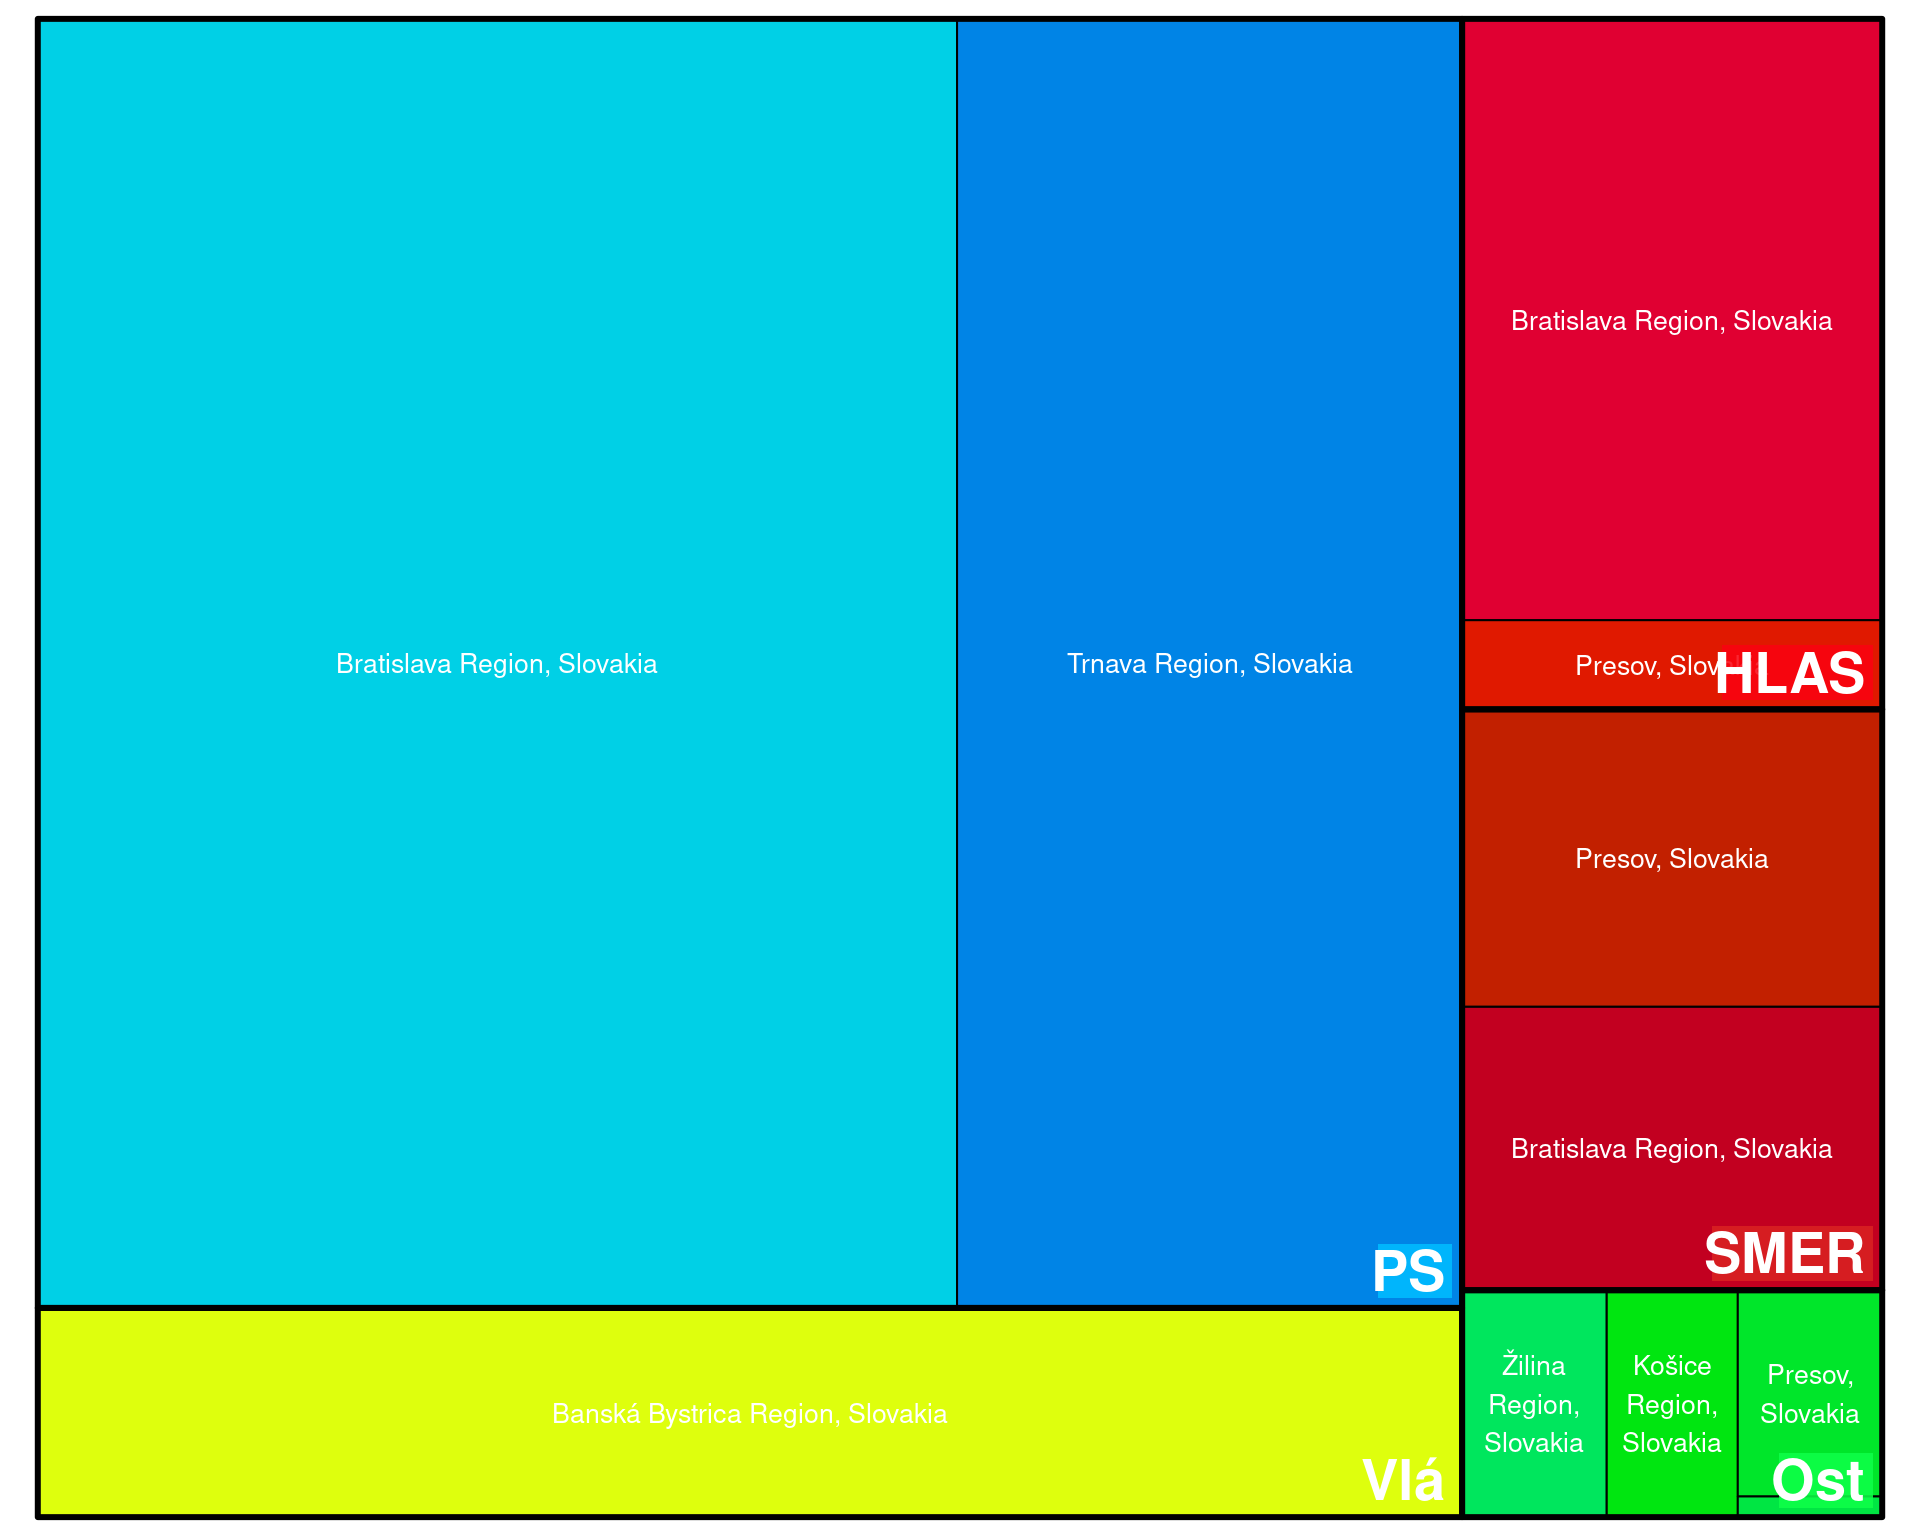 Bratislava Region, Slovakia
Trnava Region, Slovakia
PS
Banská Bystrica Region, Slovakia
Vlá
Bratislava Region, Slovakia
Presov, Slov
HLAS
Presov, Slovakia
Bratislava Region, Slovakia
SMER
Žilina
Region,
Slovakia
Košice
Region,
Slovakia
Presov,
Slovakia
Ost